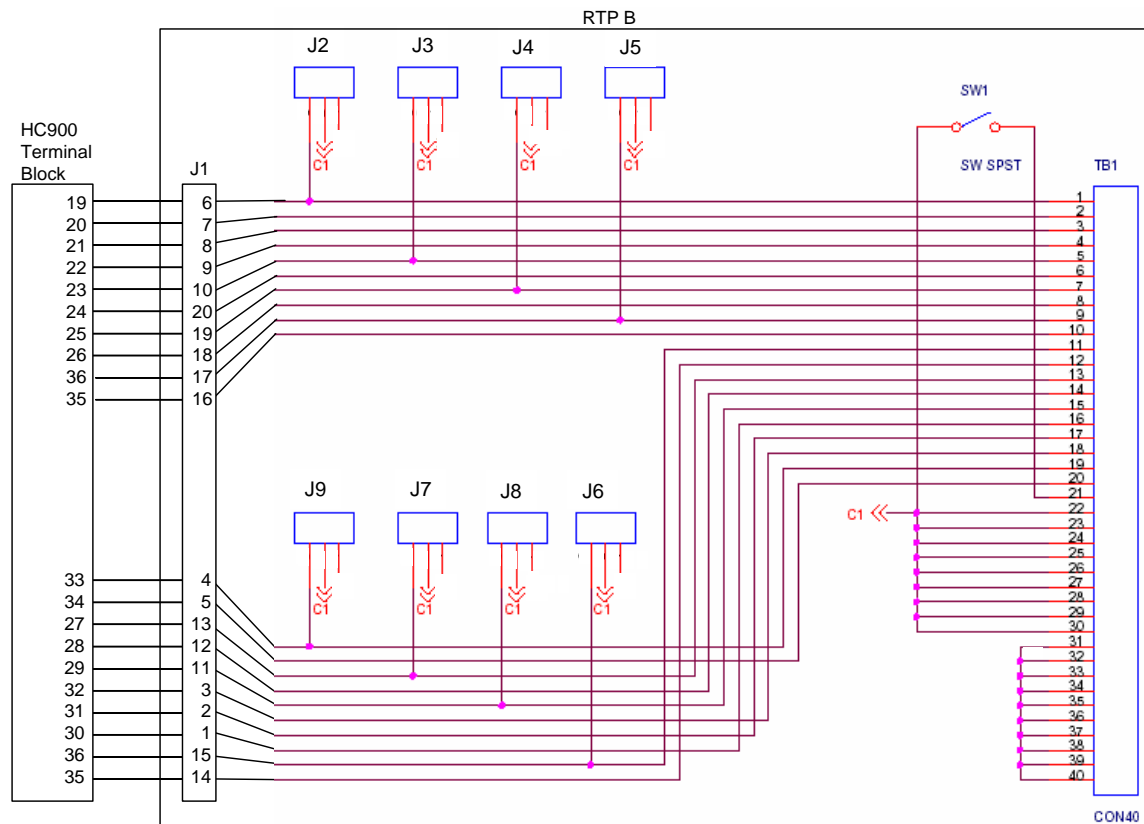 RTP B
J2
J3
J4
J5
SW1
SW SPST
HC900
Terminal
Block
J1
TB1
C1
C1
C1
C1
19 6 1
20 7 2
21 8 3
22 9 4
23 10 5
24 20 6
25 19 7
26 18 8
36 17 9
35 16 10
11
12
13
14
15
16
17
18
19
20
21
J9
J7
J8
J6
C1
22
23
24
25
26
27
28
29
30
C1
C1
C1
C1
33 4
34 5
27 13
28 12
29 11
32 3
31 2
30 1
36 15
35 14
31
32
33
34
35
36
37
38
39
40
CON40